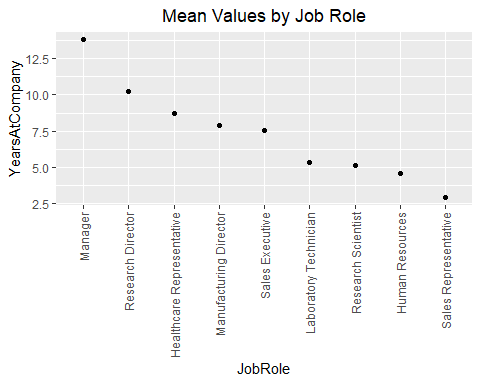 Mean Values by Job Role
YearsAtCompany
12.5
10.0
7.5
5.0
2.5
Manager
Research Director
Healthcare Representative
Manufacturing Director
Sales Executive
Laboratory Technician
Research Scientist
Human Resources
Sales Representative
JobRole